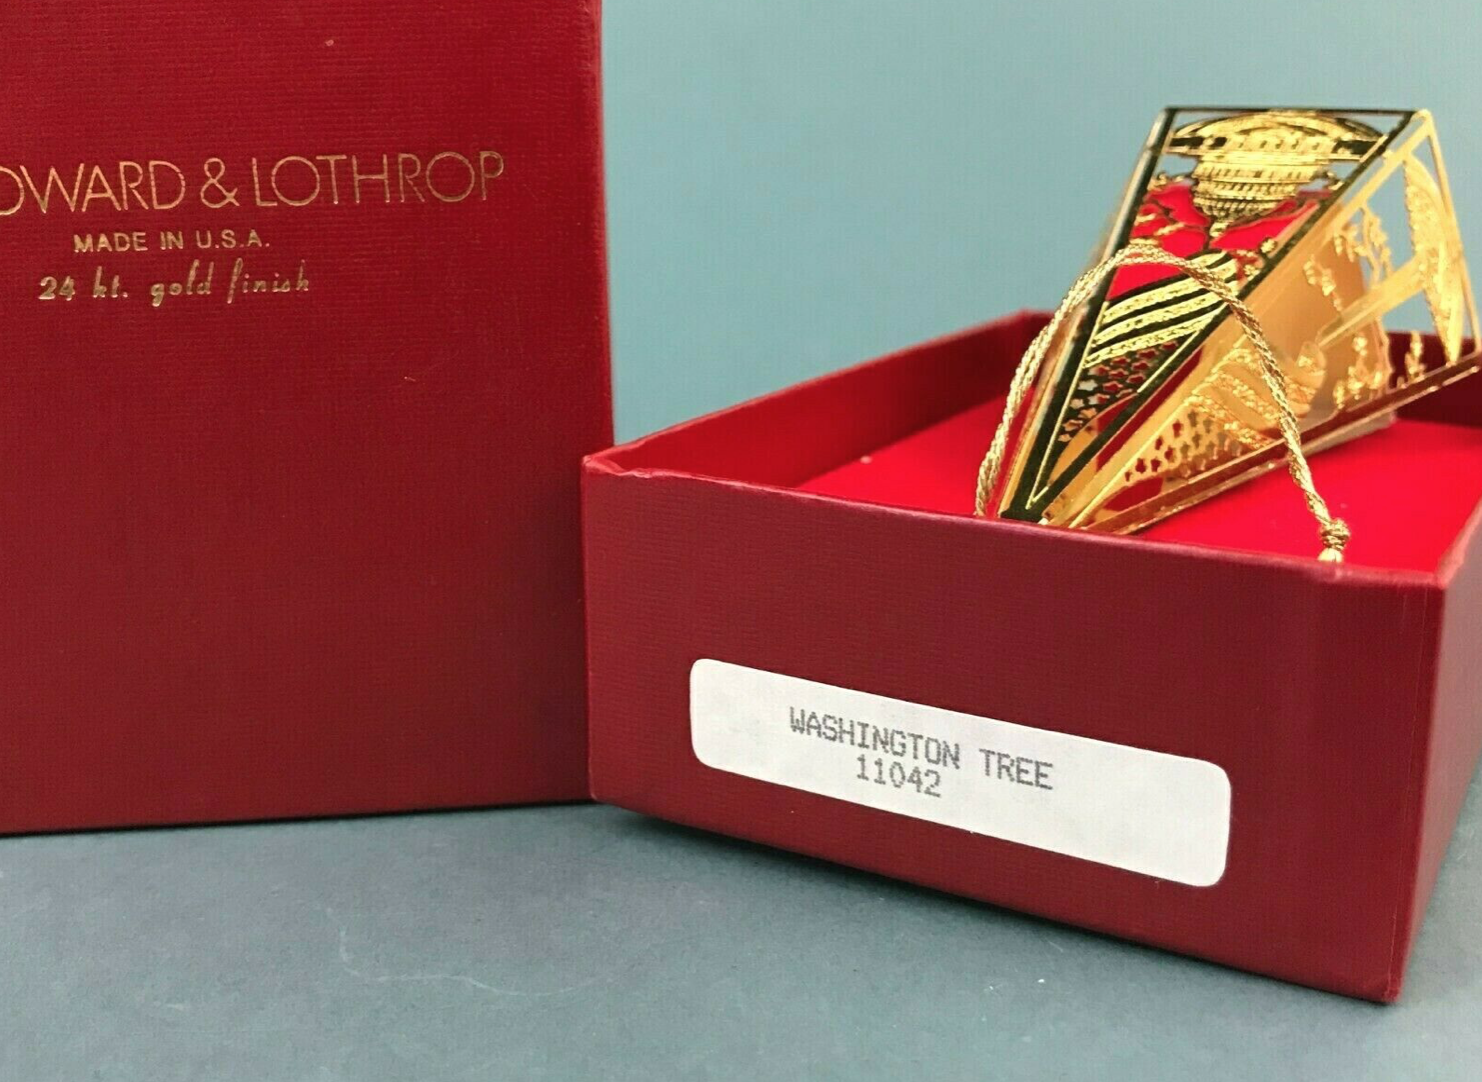 OWARD & LOTHROP
MADE IN U.S.A.
24 kt. gold finish
WASHINGTON TREE
11042